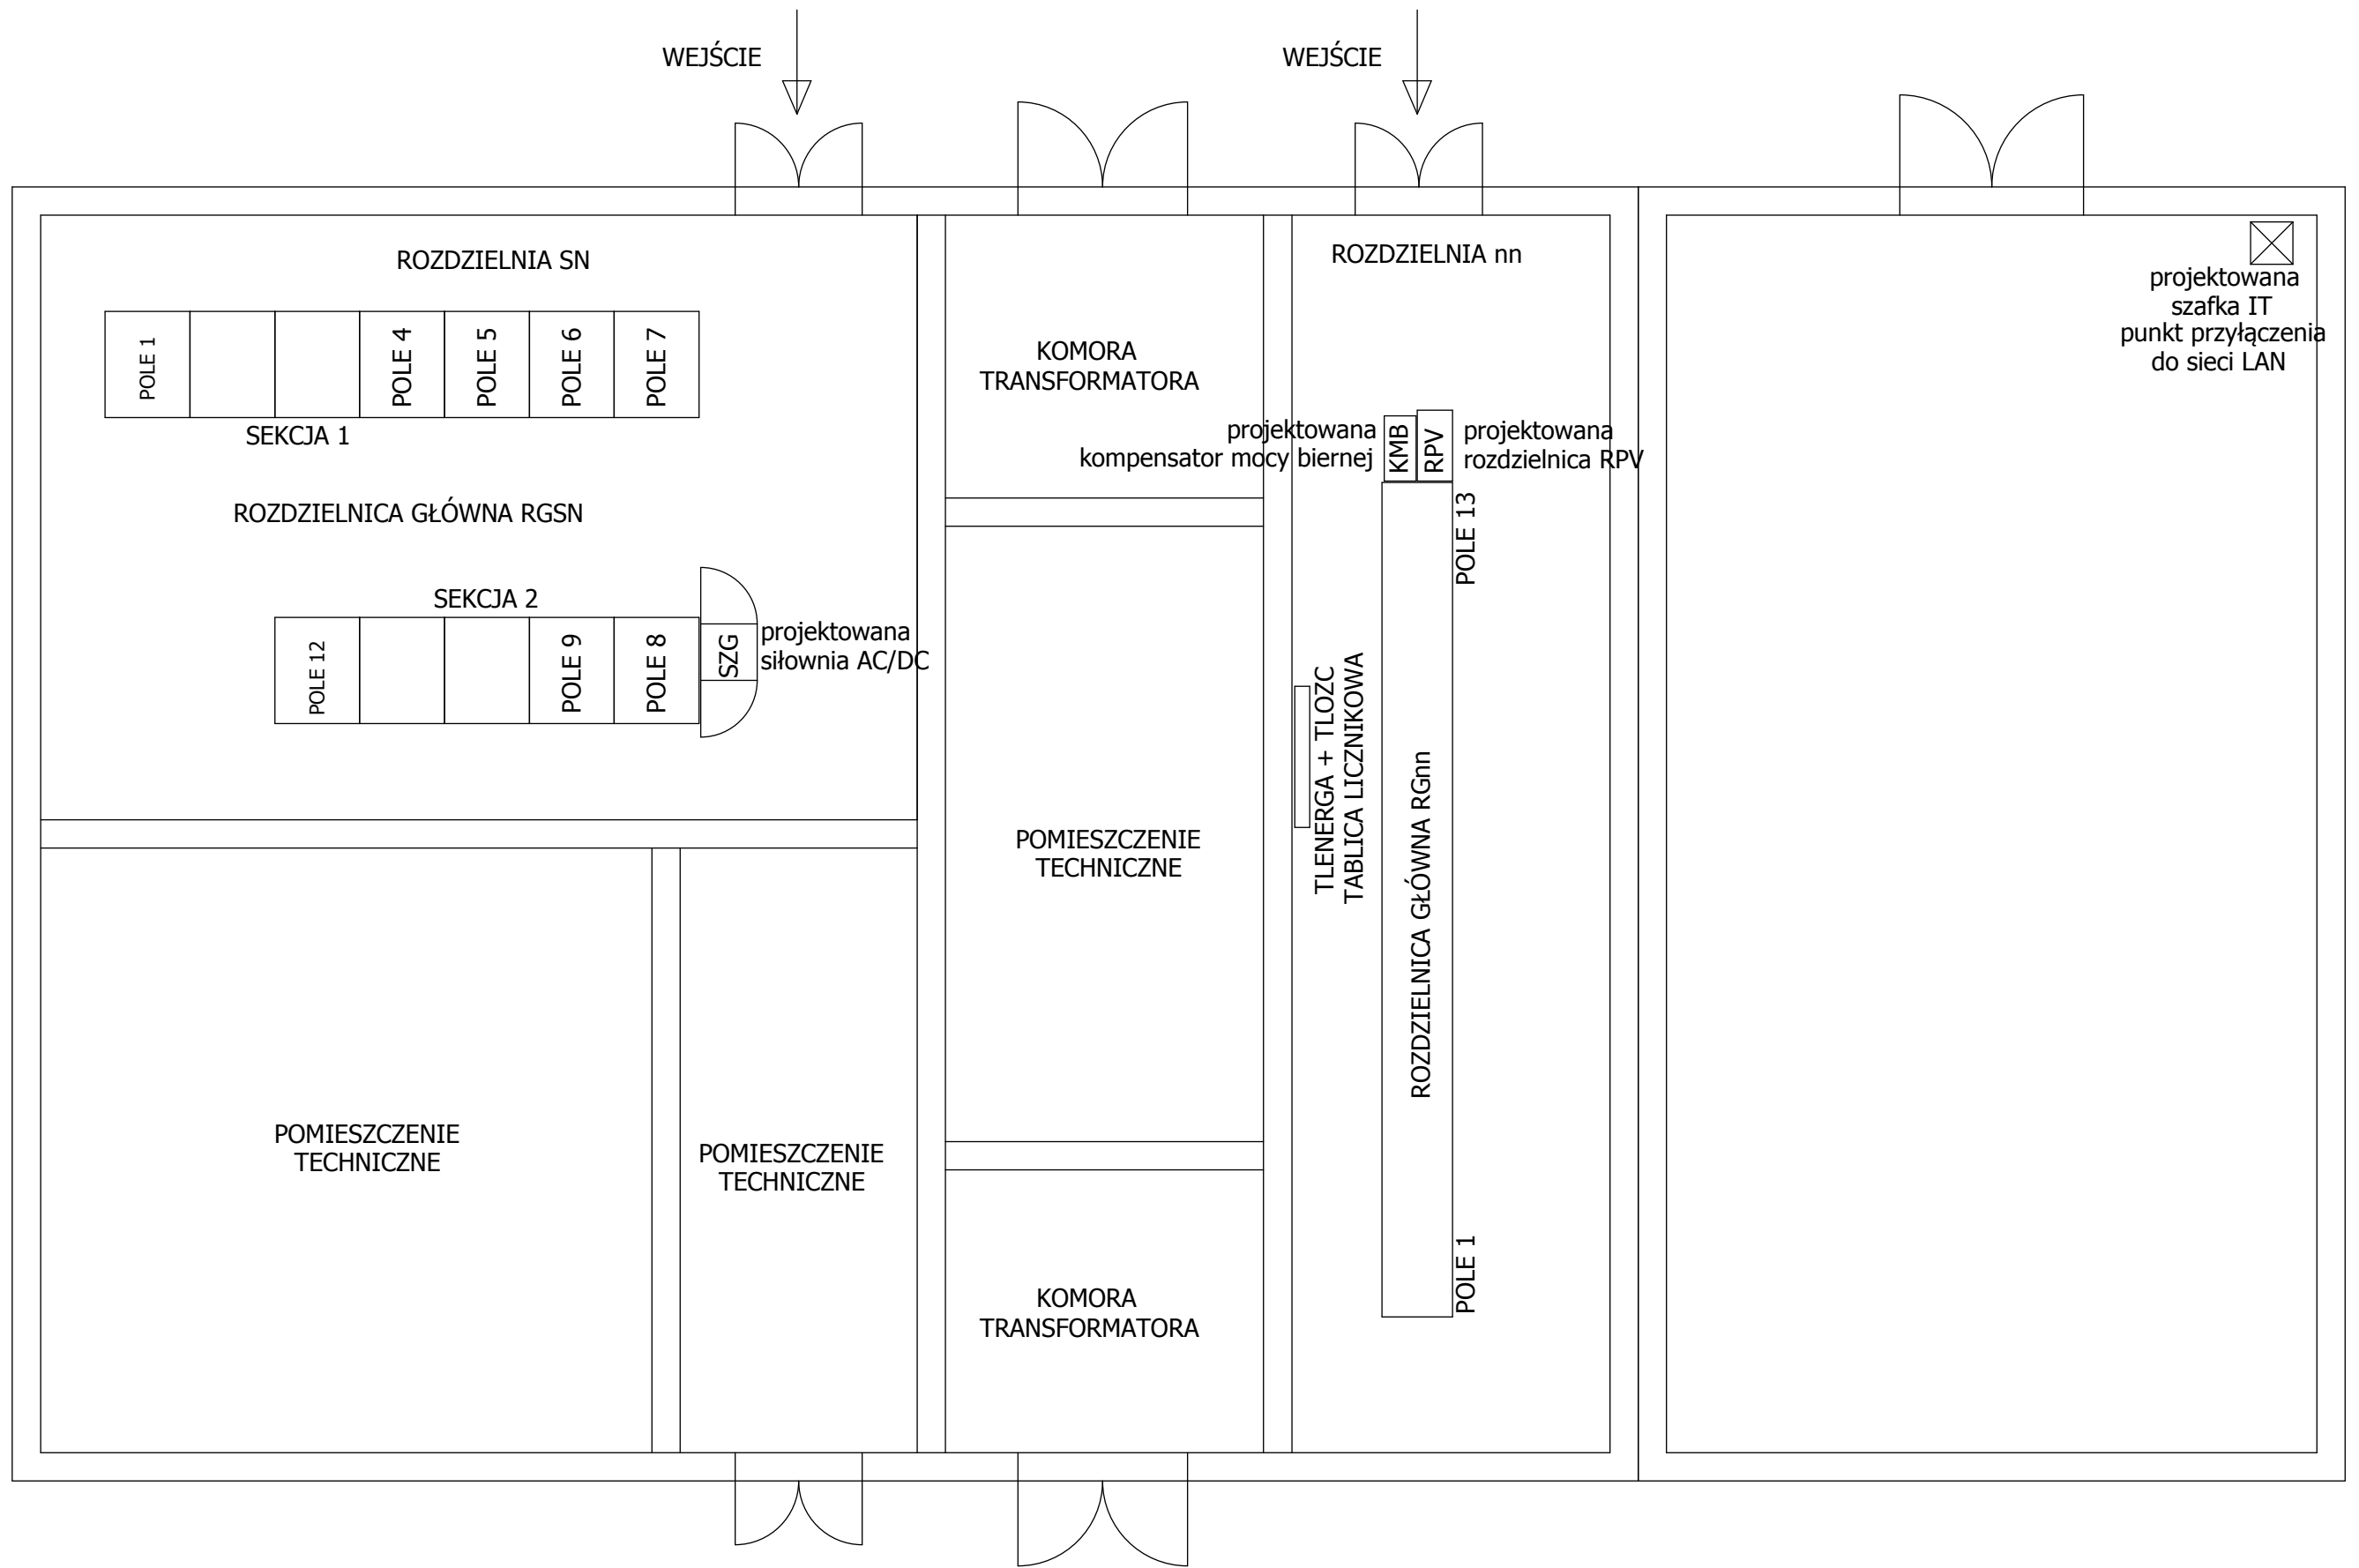 WEJŚCIE
WEJŚCIE
ROZDZIELNIA SN
POLE 1
POLE 4
POLE 5
POLE 6
POLE 7
SEKCJA 1
ROZDZIELNICA GŁÓWNA RGSN
SEKCJA 2
POLE 12
POLE 9
POLE 8
SZG
projektowana
siłownia AC/DC
POMIESZCZENIE
TECHNICZNE
POMIESZCZENIE
TECHNICZNE
KOMORA
TRANSFORMATORA
POMIESZCZENIE
TECHNICZNE
KOMORA
TRANSFORMATORA
ROZDZIELNIA nn
projektowana
kompensator mocy biernej
KMB
RPV
projektowana
rozdzielnica RPV
POLE 13
TLENERGA + TLOZC
TABLICA LICZNIKOWA
ROZDZIELNICA GŁÓWNA RGnn
POLE 1
projektowana
szafka IT
punkt przyłączenia
do sieci LAN